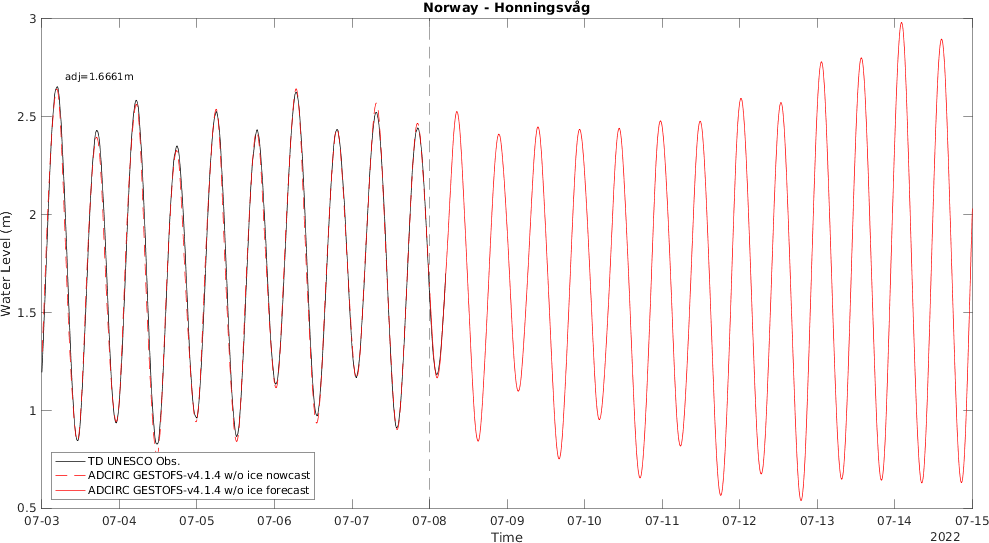 Norway - Honningsvåg
adj=1.6661m
3
2.5
2
1.5
1
0.5
Water Level (m)
TD UNESCO Obs.
ADCIRC GESTOFS-v4.1.4 w/o ice nowcast
ADCIRC GESTOFS-v4.1.4 w/o ice forecast
07-03 07-04 07-05 07-06 07-07 07-08 07-09 07-10 07-11 07-12 07-13 07-14 07-15
Time
2022